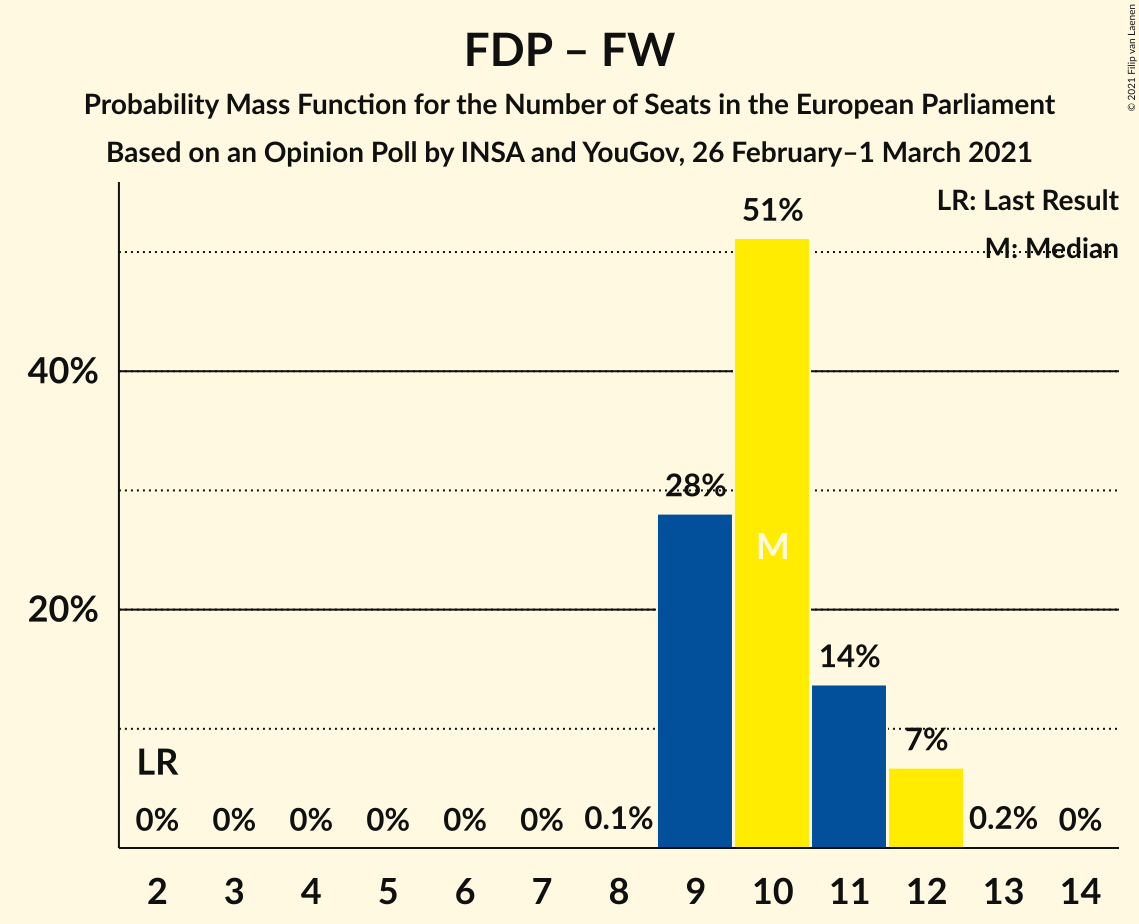 FDP – FW
Probability Mass Function for the Number of Seats in the European Parliament
Based on an Opinion Poll by INSA and YouGov, 26 February–1 March 2021
© 2021 Filip van Laenen
LR: Last Result
M: Median
51%
40%
28%
M
20%
14%
7%
LR
0% 0% 0% 0% 0% 0% 0.1% 0.2% 0%
2 3 4 5 6 7 8 9 10 11 12 13 14